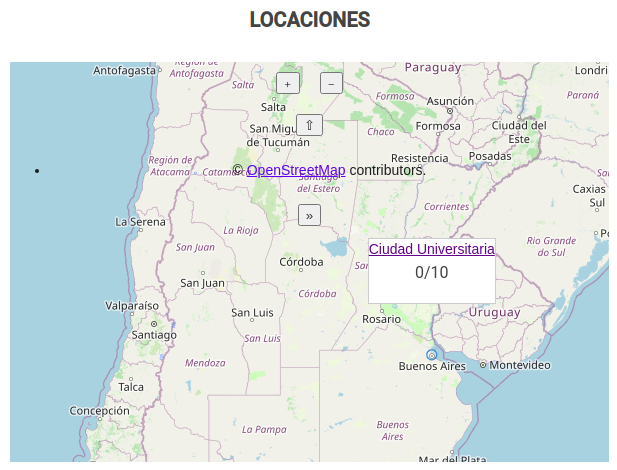 LOCACIONES
Antofagasta
Región de
Antofagasta
Paraguay
Londri
Salta
Salta
+
−
Formosa
Asunción
Paraná
San Migu
de Tucumán
⇧
Chaco
Formosa
Ciudad del
Este
Región de
Atacama
Catamarca
© OpenStreetMap contributors.
Santiago
del Estero
Resistencia
Posadas
Caxias
Sul
Corrientes
La Serena
La Rioja
»
San Juan
Ciudad Universitaria
0/10
Rio Grande
do Sul
San Juan
Córdoba
Córdoba
Valparaíso
Santiago
San Luis
San Luis
Rosario
Uruguay
Mendoza
Buenos Aires
Montevideo
Talca
Concepción
La Pampa
Buenos
Aires
Mar del Plata